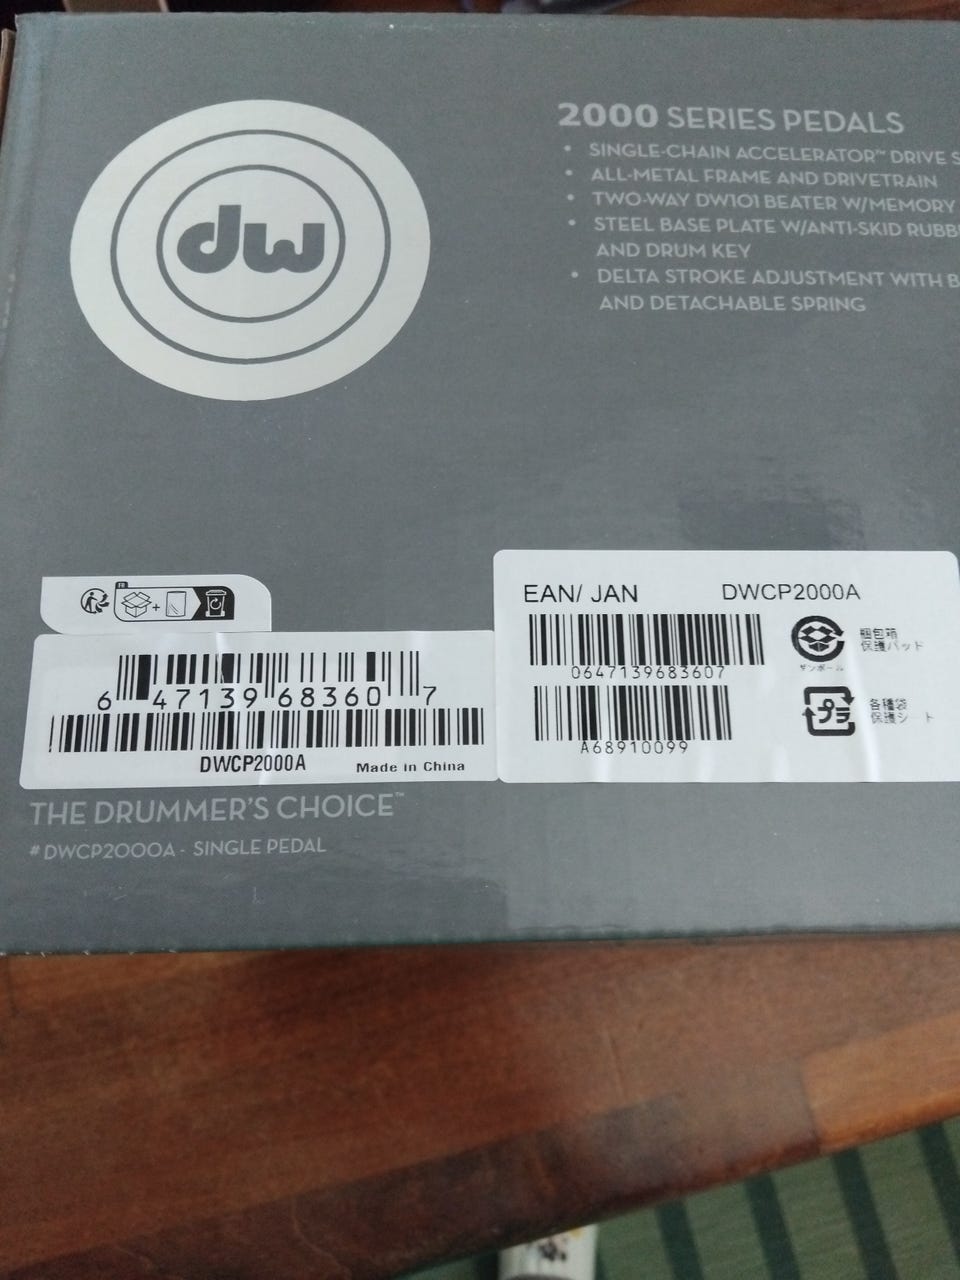 dw
2000 SERIES PEDALS
• SINGLE-CHAIN ACCELERATOR™ DRIVE
• ALL-METAL FRAME AND DRIVETRAIN
• TWO-WAY DW101 BEATER W/MEMORY
• STEEL BASE PLATE W/ANTI-SKID
AND DRUM KEY
• DELTA STROKE ADJUSTMENT WITH
AND DETACHABLE SPRING
FR
+
6 47139 68360 7
DWCP2000A Made in China
EAN/ JAN DWCP2000A
0647139683607
A68910099
ダンボール
梱包箱
保護パッド
プラ
各種袋
保護シート
THE DRUMMER'S CHOICE™
#DWCP2000A - SINGLE PEDAL